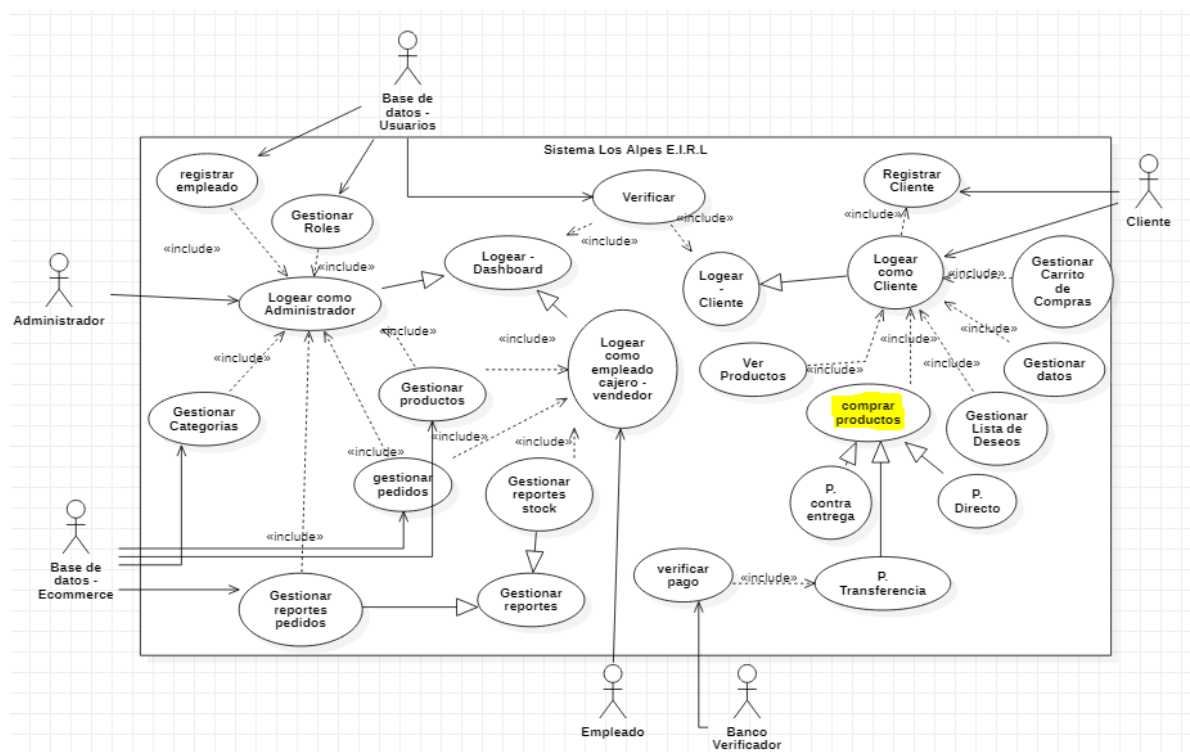 Base de
datos -
Usuarios
Sistema Los Alpes E.I.R.L
registrar
empleado
Gestionar
Roles
Verificar
Registrar
Cliente
Cliente
«include»
«include»
«include»
«include»
«include»
Logear -
Dashboard
Logear
-
Cliente
Logear
como
Cliente
«include»
Gestionar
Carrito
de
Compras
Administrador
Logear como
Administrador
«include»
«include»
«include»
«include»
«include»
«include»
Logear
como
empleado
cajero -
vendedor
Ver
Productos
«include»
Gestionar
datos
Gestionar
productos
Gestionar
Categorias
comprar
productos
Gestionar
Lista de
Deseos
«include»
«include»
«include»
gestionar
pedidos
Gestionar
reportes
stock
P.
contra
entrega
P.
Directo
«include»
Base de
datos -
Ecommerce
Gestionar
reportes
pedidos
Gestionar
reportes
verificar
pago
«include»
P.
Transferencia
Empleado
Banco
Verificador